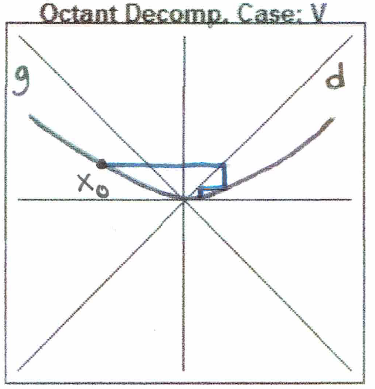 Octant Decomp. Case: V
g d
x₀